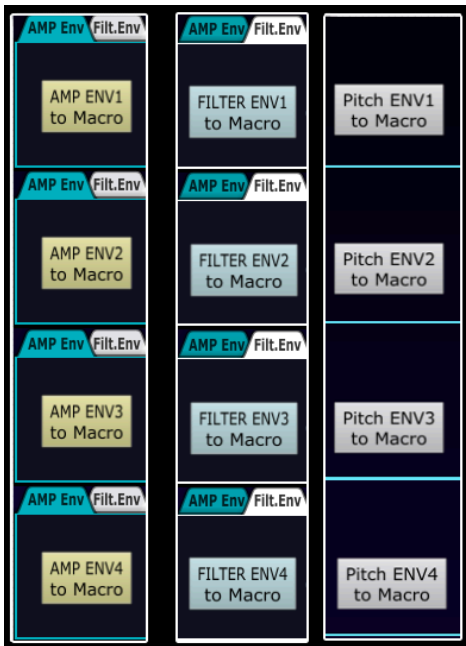 AMP Env Filt.Env
AMP ENV1
to Macro
AMP Env Filt.Env
AMP ENV2
to Macro
AMP Env Filt.Env
AMP ENV3
to Macro
AMP Env Filt.Env
AMP ENV4
to Macro
AMP Env Filt.Env
FILTER ENV1
to Macro
AMP Env Filt.Env
FILTER ENV2
to Macro
AMP Env Filt.Env
FILTER ENV3
to Macro
AMP Env Filt.Env
FILTER ENV4
to Macro
Pitch ENV1
to Macro
Pitch ENV2
to Macro
Pitch ENV3
to Macro
Pitch ENV4
to Macro